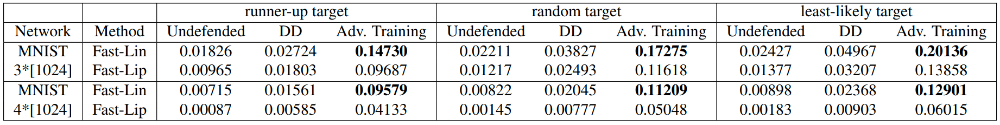 runner-up target random target least-likely target
Network Method Undefended DD Adv. Training Undefended DD Adv. Training Undefended DD Adv. Training
MNIST Fast-Lin 0.01826 0.02724 0.14730 0.02211 0.03827 0.17275 0.02427 0.04967 0.20136
3*[1024] Fast-Lip 0.00965 0.01803 0.09687 0.01217 0.02493 0.11618 0.01377 0.03207 0.13858
MNIST Fast-Lin 0.00715 0.01561 0.09579 0.00822 0.02045 0.11209 0.00898 0.02368 0.12901
4*[1024] Fast-Lip 0.00087 0.00585 0.04133 0.00145 0.00777 0.05048 0.00183 0.00903 0.06015